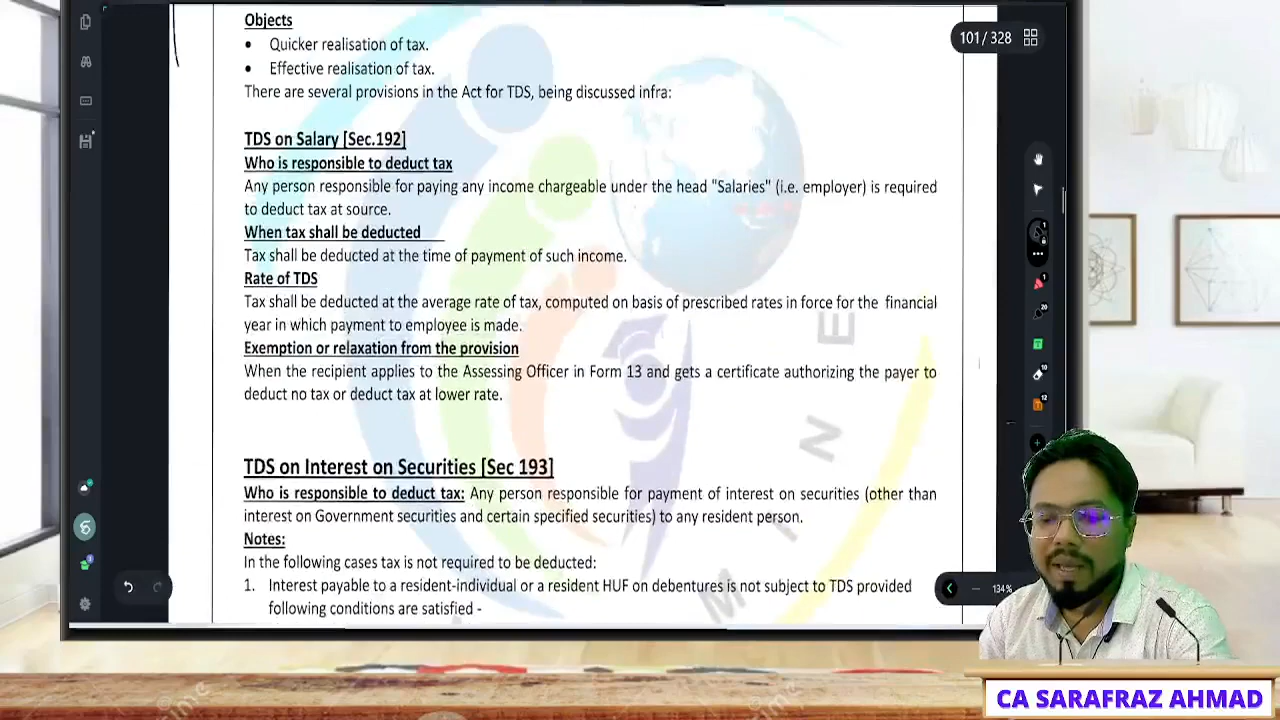 Objects
• Quicker realisation of tax.
• Effective realisation of tax.
There are several provisions in the Act for TDS, being discussed infra:
TDS on Salary [Sec.192]
Who is responsible to deduct tax
Any person responsible for paying any income chargeable under the head "Salaries" (i.e. employer) is required
to deduct tax at source.
When tax shall be deducted
Tax shall be deducted at the time of payment of such income.
Rate of TDS
Tax shall be deducted at the average rate of tax, computed on basis of prescribed rates in force for the financial
year in which payment to employee is made.
Exemption or relaxation from the provision
When the recipient applies to the Assessing Officer in Form 13 and gets a certificate authorizing the payer to
deduct no tax or deduct tax at lower rate.
TDS on Interest on Securities [Sec 193]
Who is responsible to deduct tax: Any person responsible for payment of interest on securities (other than
interest on Government securities and certain specified securities) to any resident person.
Notes:
In the following cases tax is not required to be deducted:
1. Interest payable to a resident-individual or a resident HUF on debentures is not subject to TDS provided
following conditions are satisfied -
101 / 328
134%
CA SARAFRAZ AHMAD